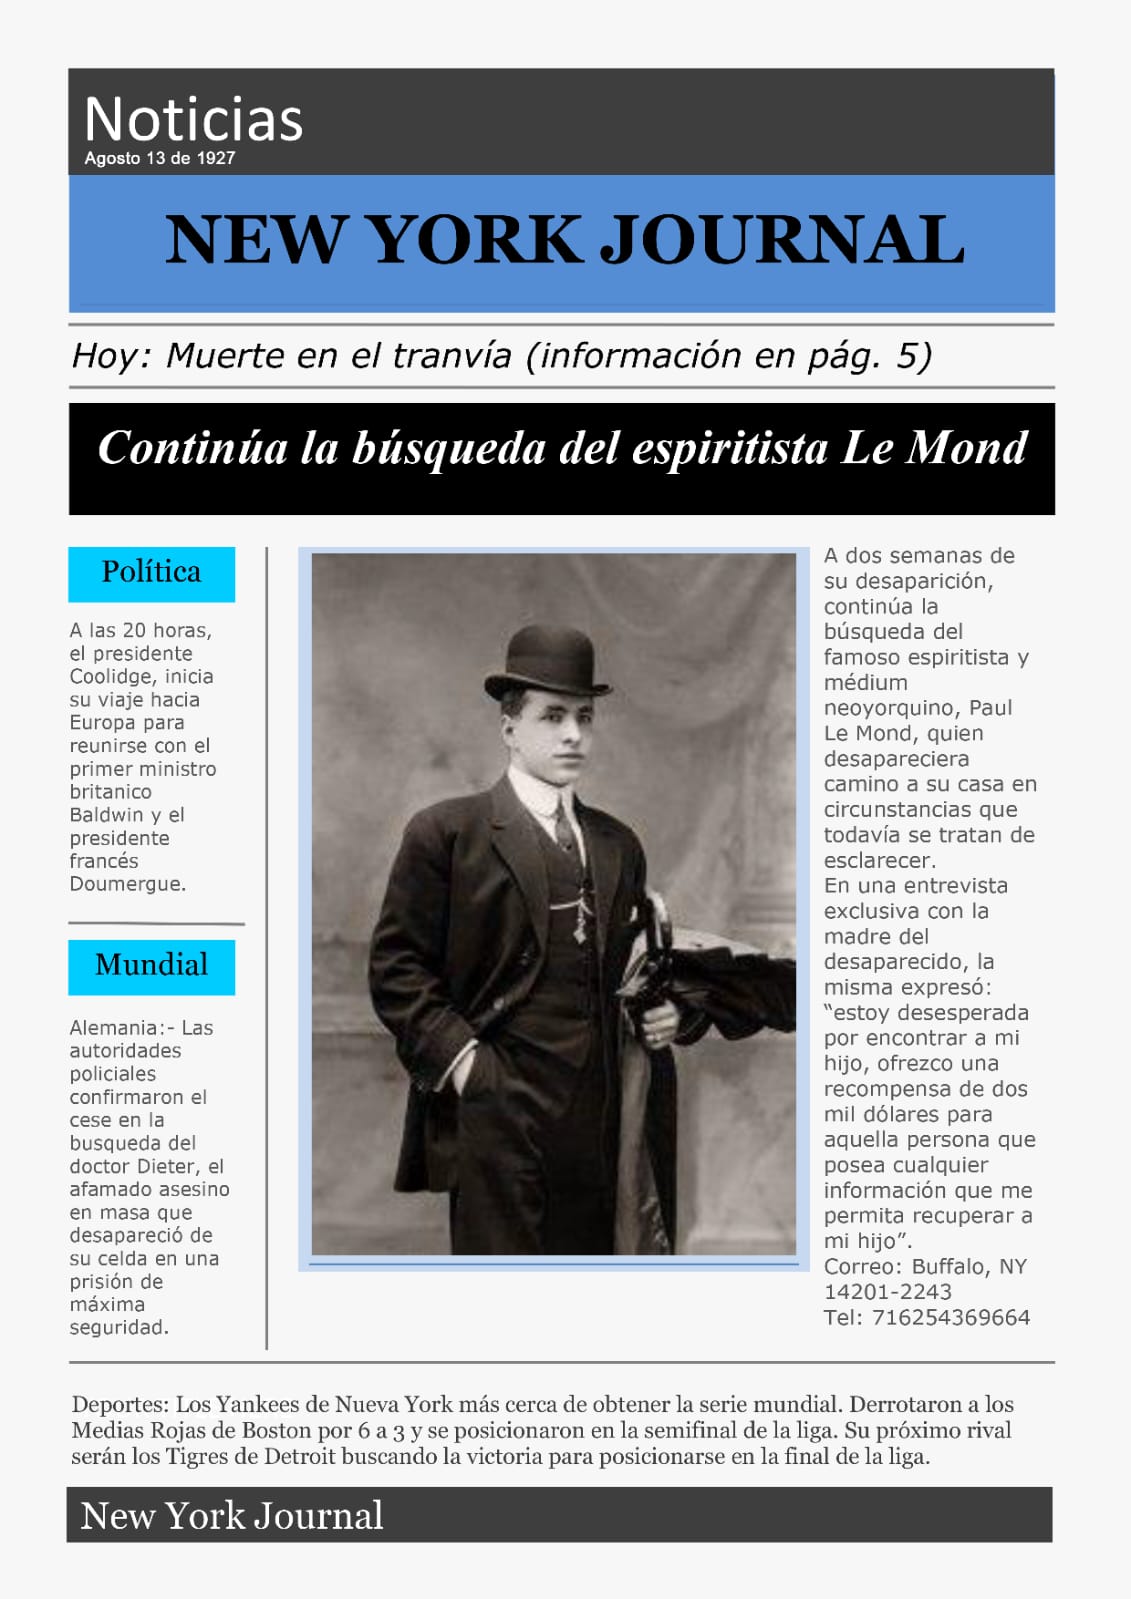 Noticias
Agosto 13 de 1927
NEW YORK JOURNAL
Hoy: Muerte en el tranvía (información en pág. 5)
Continúa la búsqueda del espiritista Le Mond
Política
A las 20 horas,
el presidente
Coolidge, inicia
su viaje hacia
Europa para
reunirse con el
primer ministro
britanico
Baldwin y el
presidente
francés
Doumergue.
Mundial
Alemania:- Las
autoridades
policiales
confirmaron el
cese en la
busqueda del
doctor Dieter, el
afamado asesino
en masa que
desapareció de
su celda en una
prisión de
máxima
seguridad.
A dos semanas de
su desaparición,
continúa la
búsqueda del
famoso espiritista y
médium
neoyorquino, Paul
Le Mond, quien
desapareciera
camino a su casa en
circunstancias que
todavía se tratan de
esclarecer.
En una entrevista
exclusiva con la
madre del
desaparecido, la
misma expresó:
“estoy desesperada
por encontrar a mi
hijo, ofrezco una
recompensa de dos
mil dólares para
aquella persona que
posea cualquier
información que me
permita recuperar a
mi hijo”.
Correo: Buffalo, NY
14201-2243
Tel: 716254369664
Deportes: Los Yankees de Nueva York más cerca de obtener la serie mundial. Derrotaron a los
Medias Rojas de Boston por 6 a 3 y se posicionaron en la semifinal de la liga. Su próximo rival
serán los Tigres de Detroit buscando la victoria para posicionarse en la final de la liga.
New York Journal